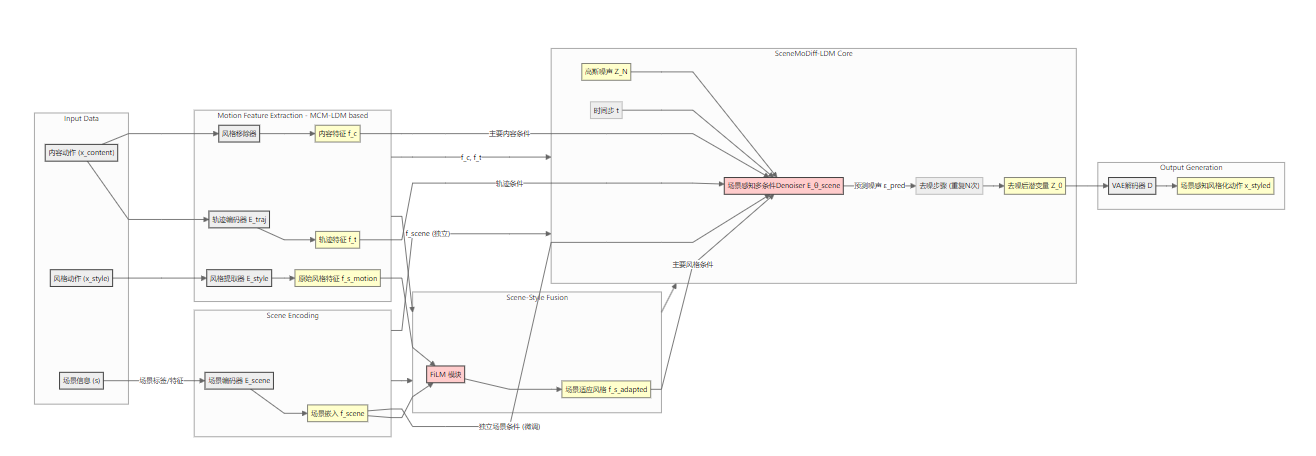 Input Data
内容动作 (x_content)
风格动作 (x_style)
场景信息 (s)
场景标签/特征
Motion Feature Extraction - MCM-LDM based
风格移除器
内容特征 f_c
轨迹编码器 E_traj
轨迹特征 f_t
风格提取器 E_style
原始风格特征 f_s_motion
Scene Encoding
场景编码器 E_scene
场景嵌入 f_scene
主要内容条件
f_c, f_t
轨迹条件
f_scene (独立)
Scene-Style Fusion
FiLM 模块
场景适应风格 f_s_adapted
独立场景条件 (微调)
主要风格条件
SceneMoDiff-LDM Core
高斯噪声 Z_N
时间步 t
场景感知多条件Denoiser E_θ_scene
预测噪声 ε_pred
去噪步骤 (重复N次)
去噪后潜变量 Z_0
Output Generation
VAE解码器 D
场景感知风格化动作 x_styled